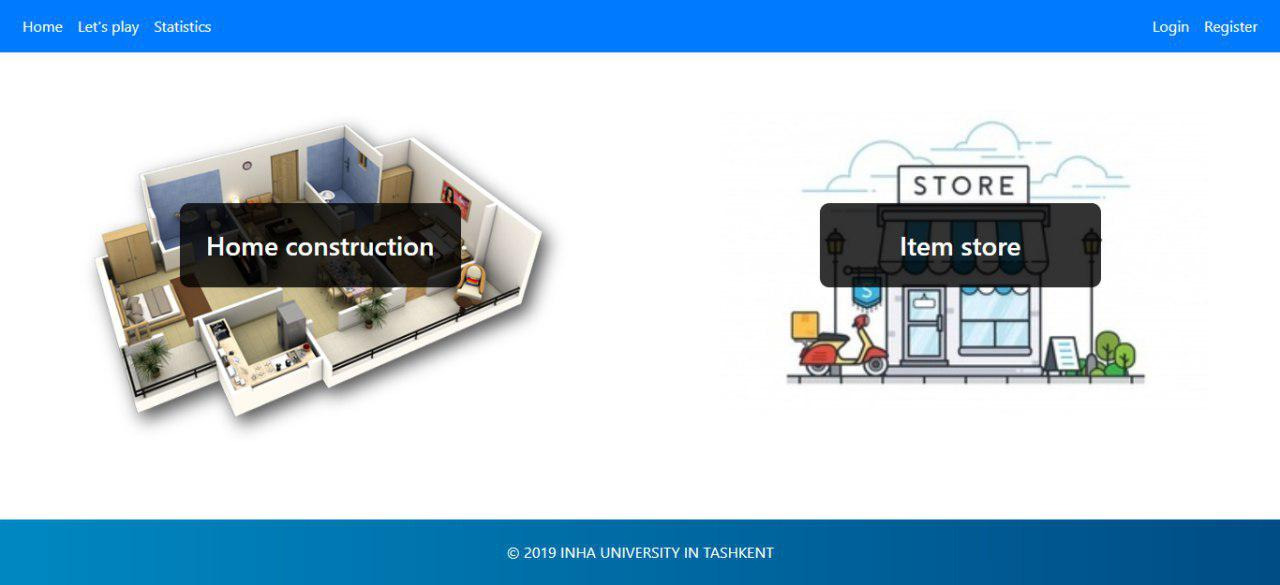 Home Let's play Statistics Login Register
STORE
Home construction
Item store
S
© 2019 INHA UNIVERSITY IN TASHKENT